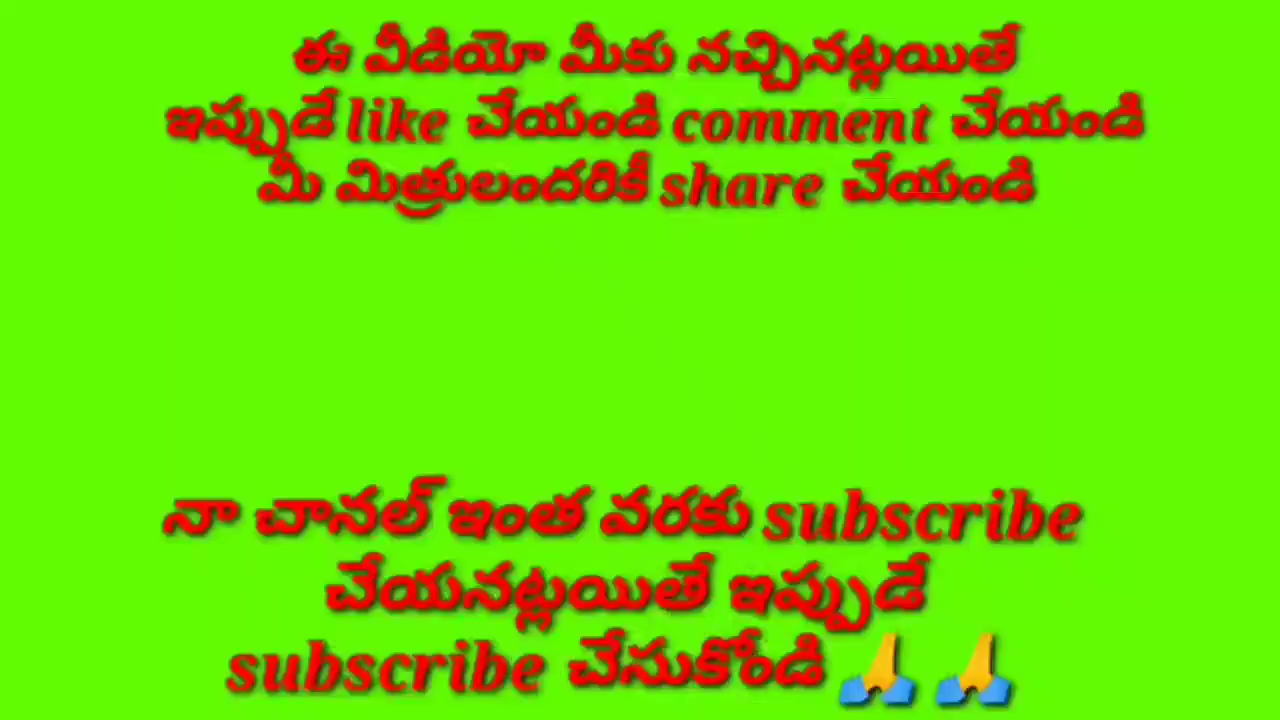 ఈ వీడియో మీకు నచ్చినట్లయితే
ఇప్పుడే like చేయండి comment చేయండి
మీ మిత్రులందరికీ share చేయండి
నా చానల్ ఇంత వరకు subscribe
చేయనట్లయితే ఇప్పుడే
subscribe చేసుకోండి 🙏 🙏